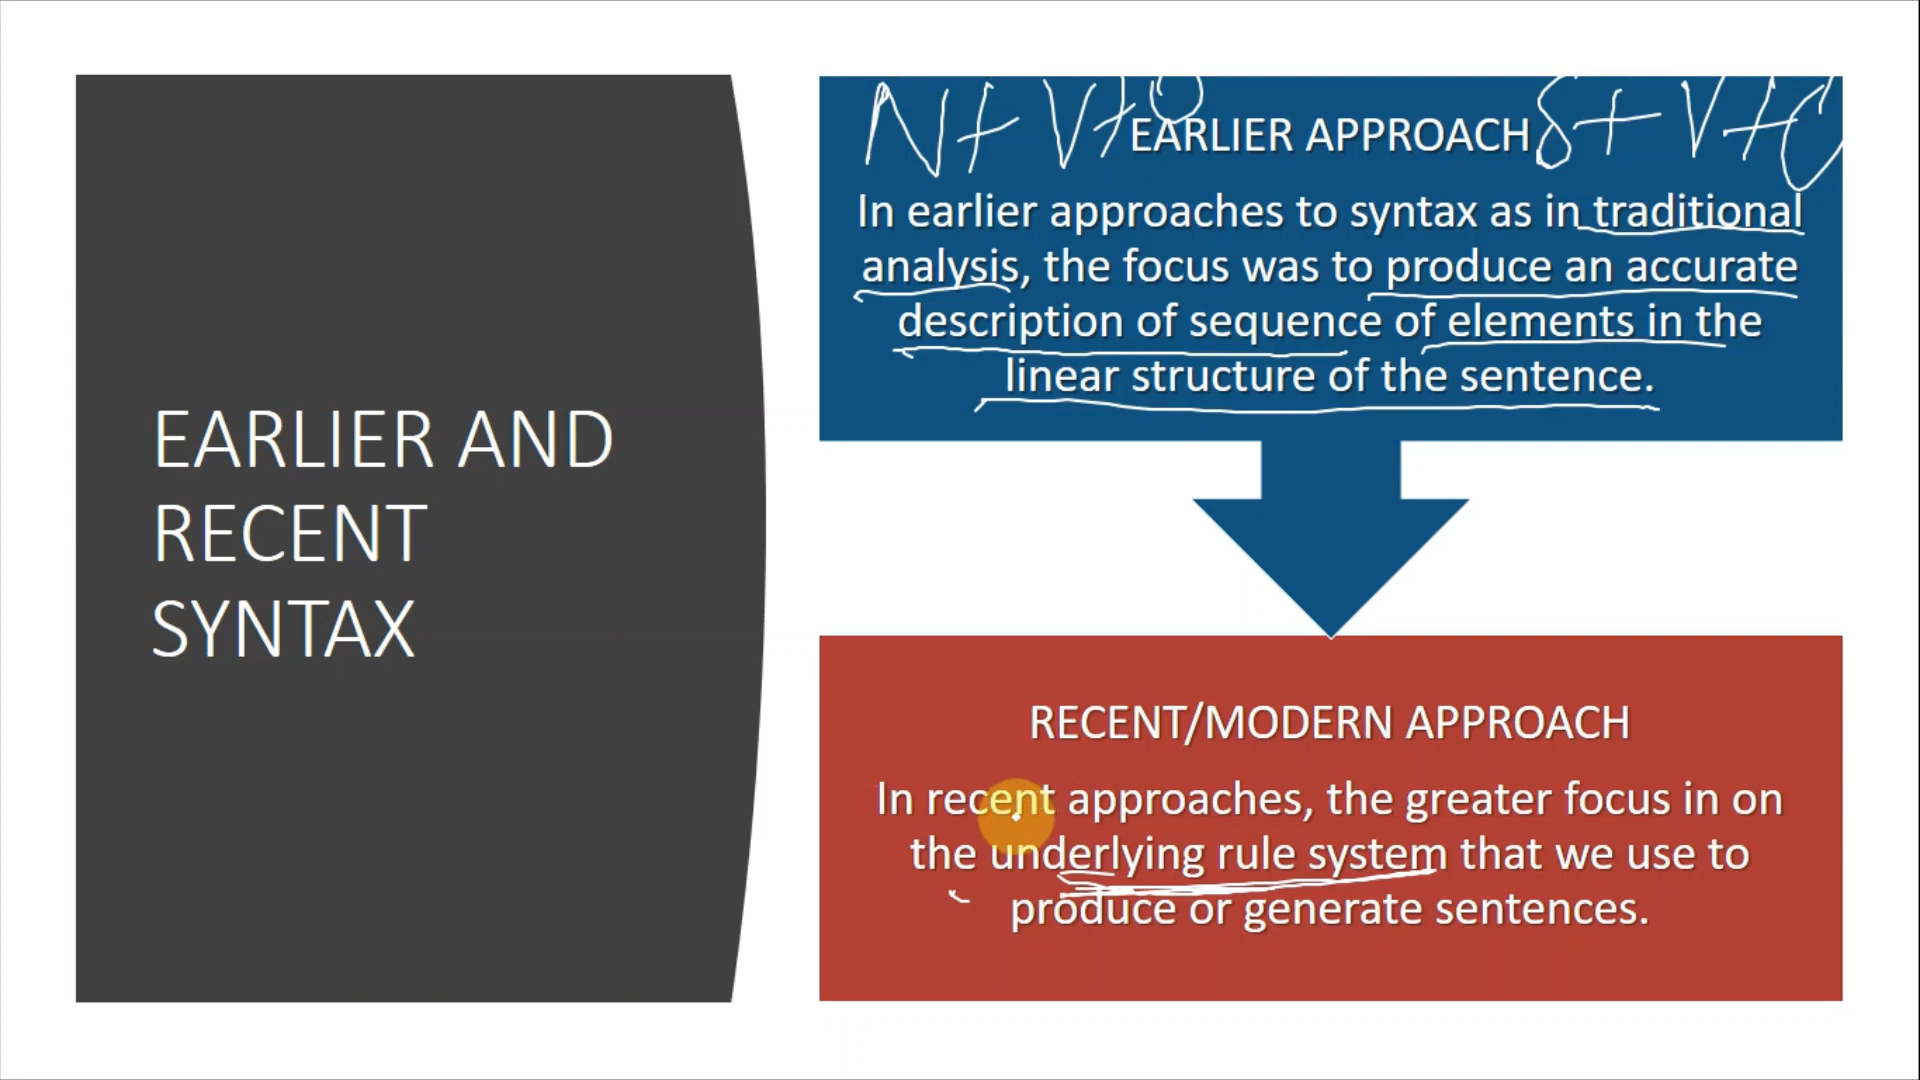 EARLIER AND
RECENT
SYNTAX
N+ V+O
EARLIER APPROACH
S+ V+O
In earlier approaches to syntax as in traditional
analysis, the focus was to produce an accurate
description of sequence of elements in the
linear structure of the sentence.
RECENT/MODERN APPROACH
In recent approaches, the greater focus in on
the underlying rule system that we use to
produce or generate sentences.